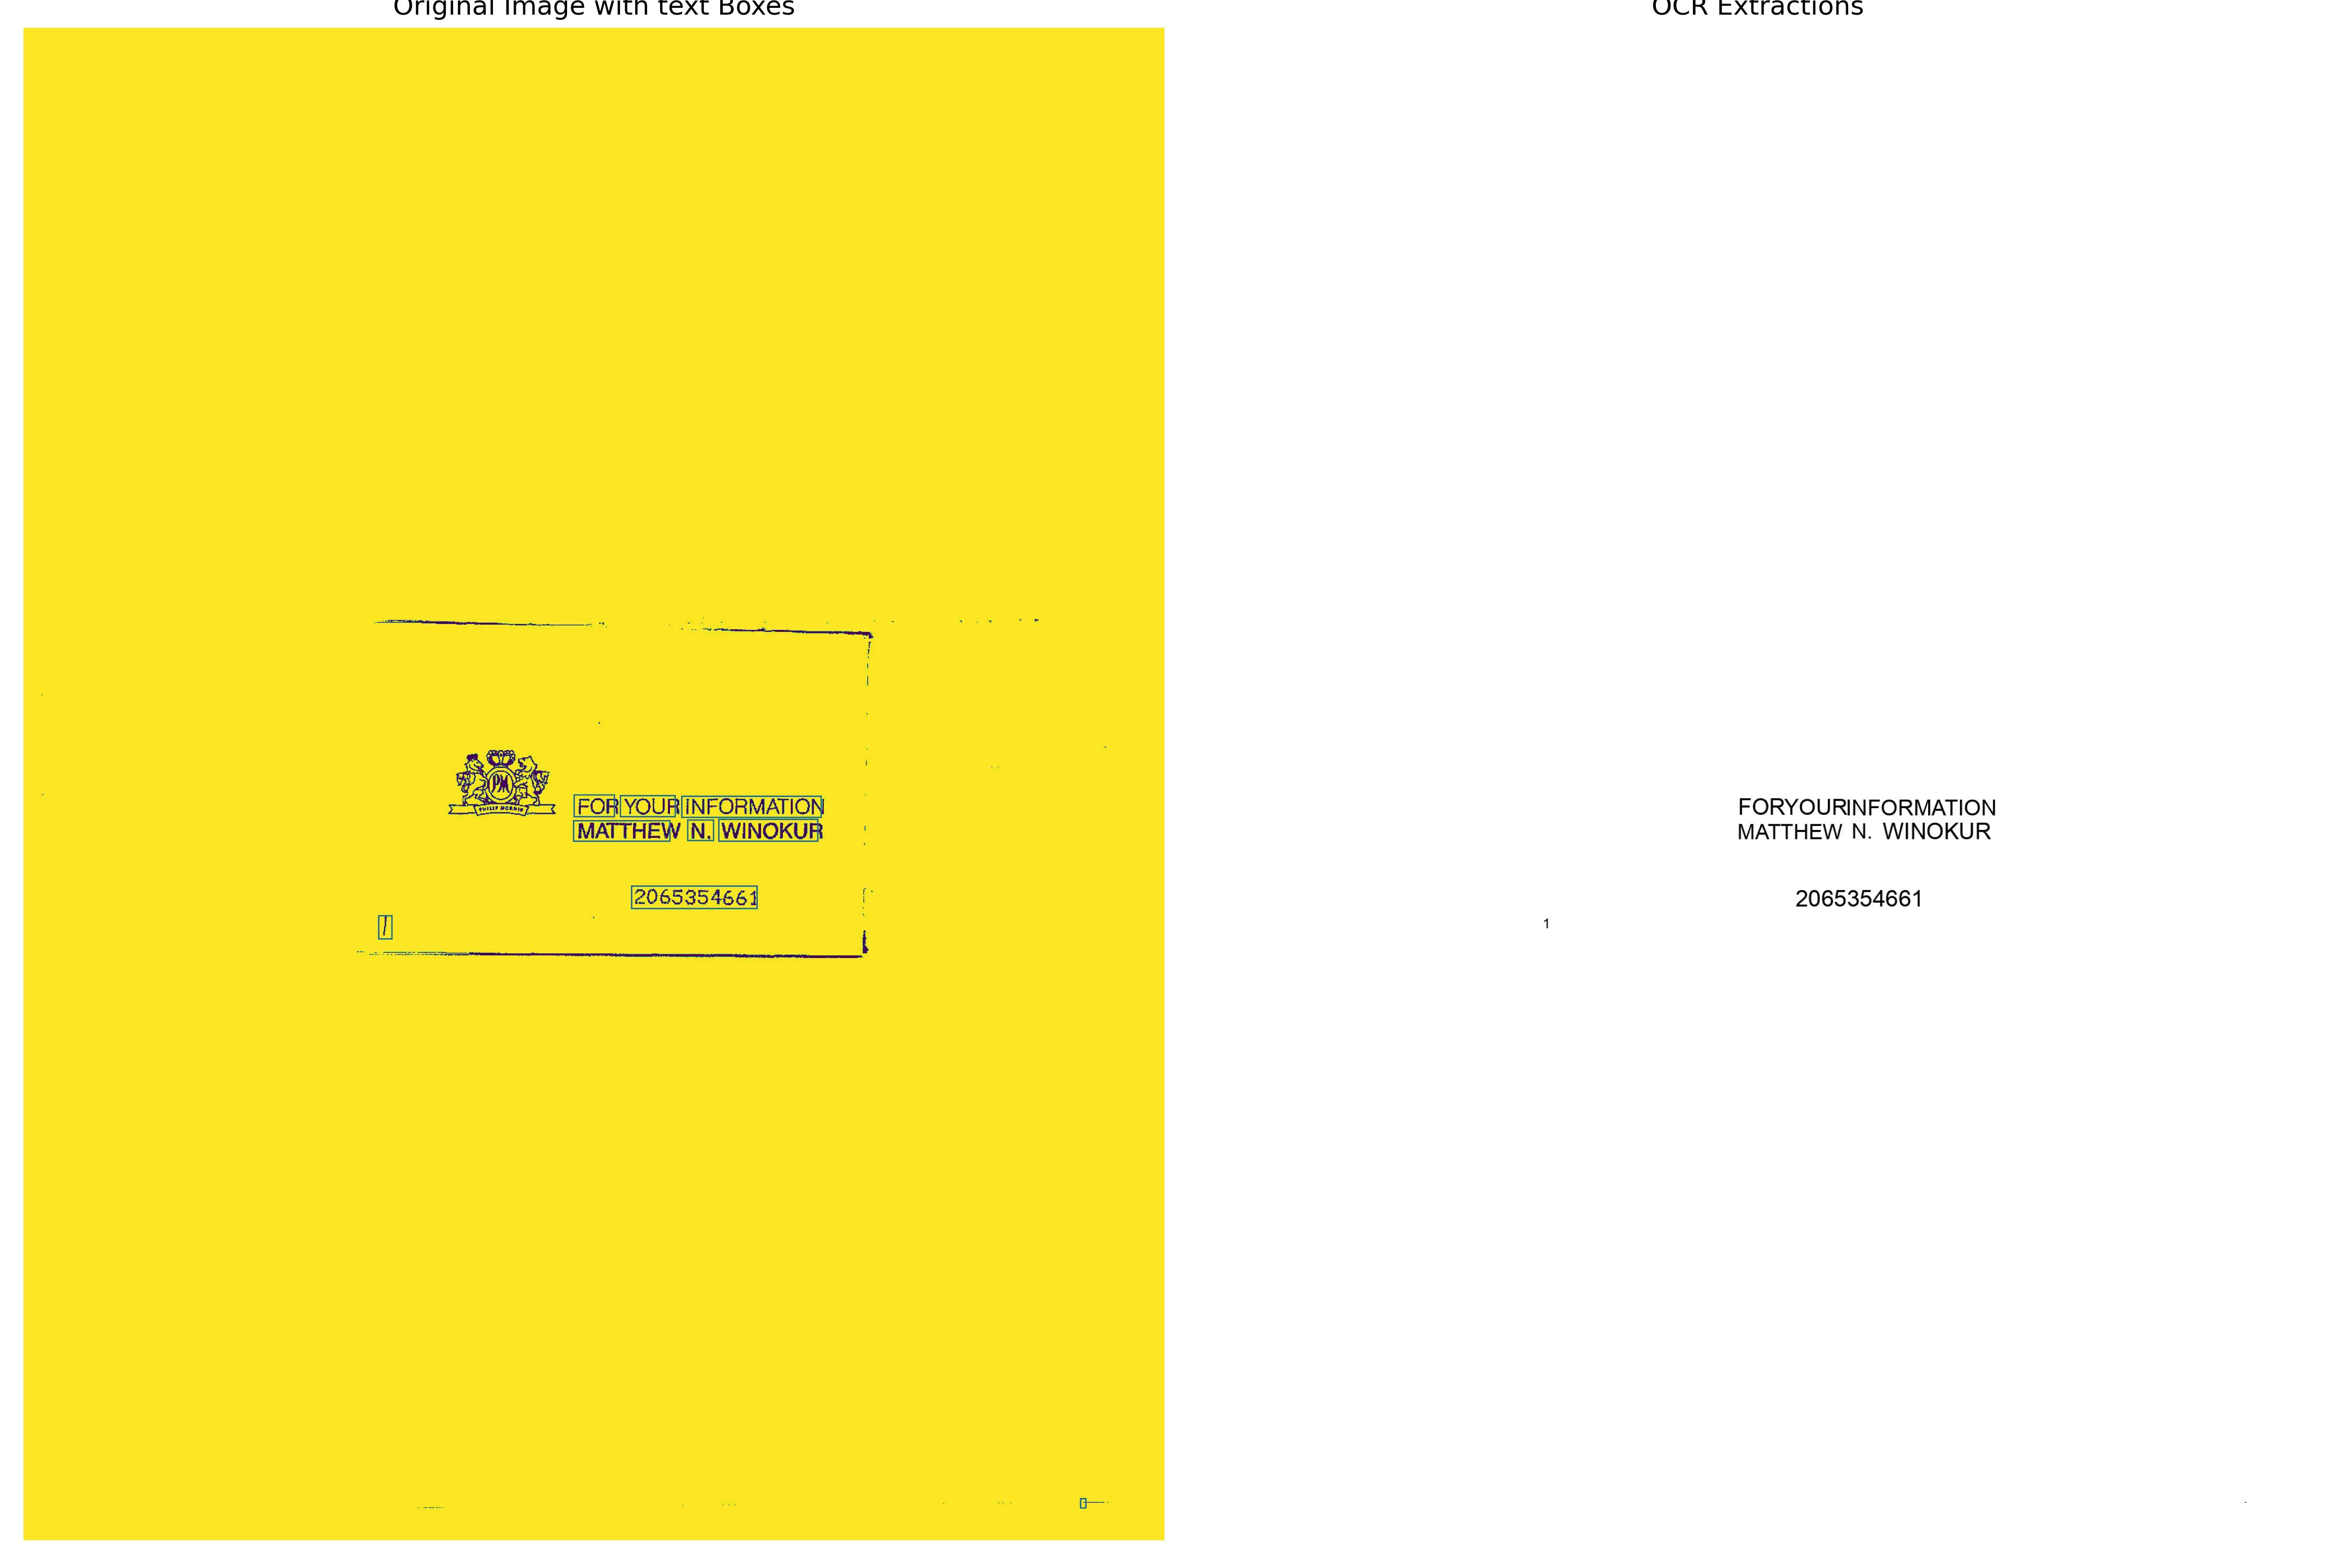 Original Image with text Boxes
OCR Extractions
PM
PHILIP MORRIS
FOR YOUR INFORMATION
MATTHEW N. WINOKUR
2065354661
1
FORYOURINFORMATION
MATTHEW N. WINOKUR
2065354661
1